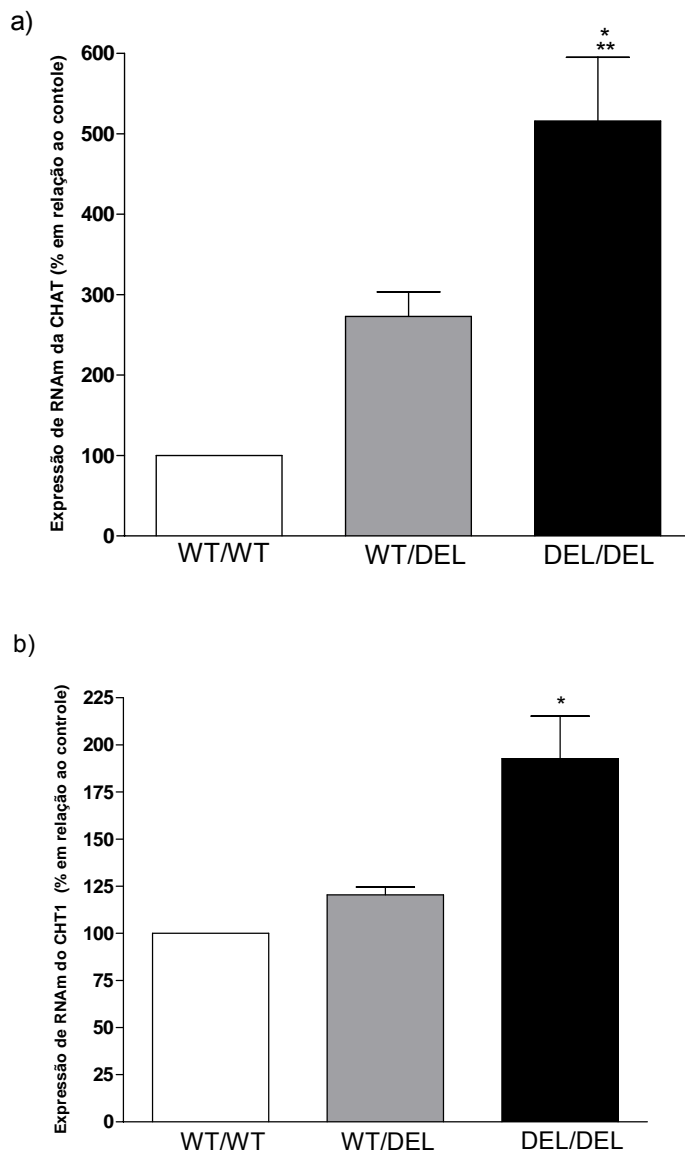 a)
Expressão de RNAm da CHAT (% em relação ao contole)
600
500
400
300
200
100
0
*
**
WT/WT
WT/DEL
DEL/DEL
b)
Expressão de RNAm do CHT1 (% em relação ao controle)
225
200
175
150
125
100
75
50
25
0
*
WT/WT
WT/DEL
DEL/DEL